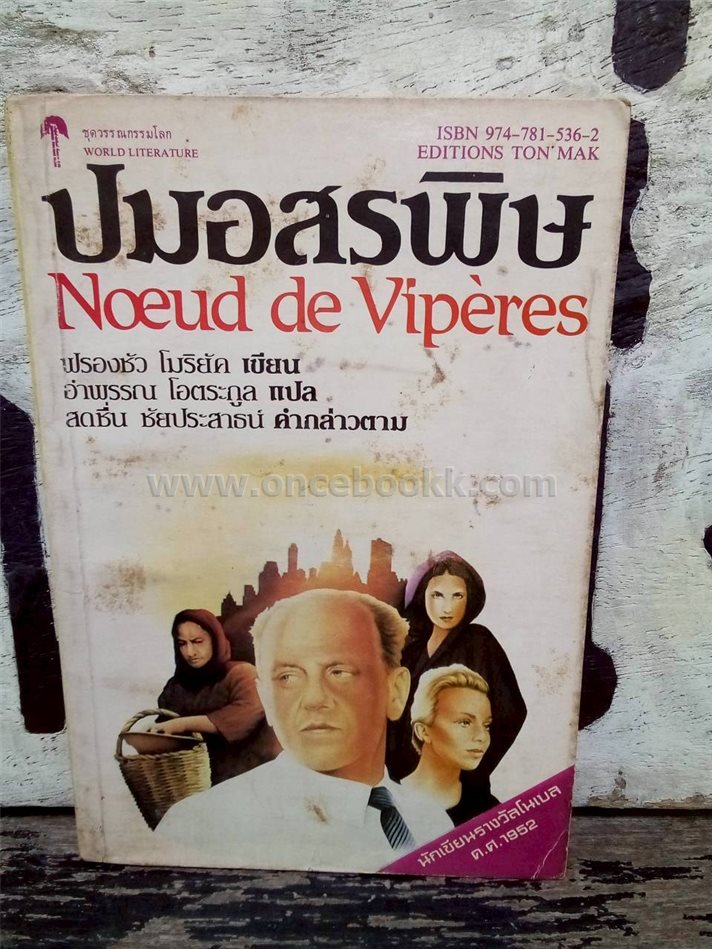 ชุดวรรณกรรมโลก
WORLD LITERATURE
ISBN 974-781-536-2
EDITIONS TON MAK
ปมอสรพิษ
Nœud de Vipères
ฟรองซัว โมริยัค เขียน
อำพรรณ โอตระกูล แปล
สดชื่น ชัยประสาธน์ คำกล่าวตาม
www.oncebookk.com
นักเขียนรางวัลโนเบล
ค.ศ.1952